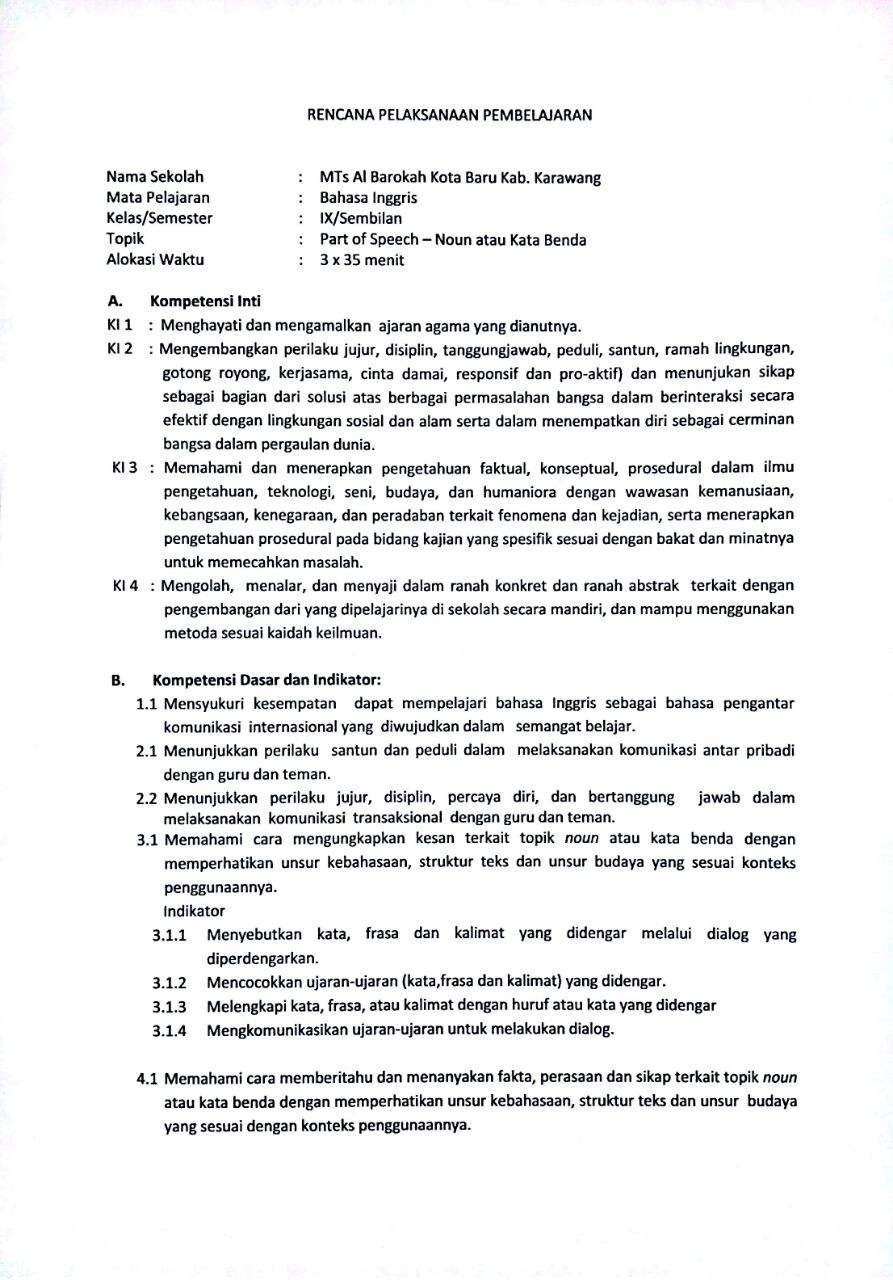 RENCANA PELAKSANAAN PEMBELAJARAN
Nama Sekolah : MTs Al Barokah Kota Baru Kab. Karawang
Mata Pelajaran : Bahasa Inggris
Kelas/Semester : IX/Sembilan
Topik : Part of Speech – Noun atau Kata Benda
Alokasi Waktu : 3 x 35 menit
A. Kompetensi Inti
KI 1 : Menghayati dan mengamalkan ajaran agama yang dianutnya.
KI 2 : Mengembangkan perilaku jujur, disiplin, tanggungjawab, peduli, santun, ramah lingkungan,
gotong royong, kerjasama, cinta damai, responsif dan pro-aktif) dan menunjukan sikap
sebagai bagian dari solusi atas berbagai permasalahan bangsa dalam berinteraksi secara
efektif dengan lingkungan sosial dan alam serta dalam menempatkan diri sebagai cerminan
bangsa dalam pergaulan dunia.
KI 3 : Memahami dan menerapkan pengetahuan faktual, konseptual, prosedural dalam ilmu
pengetahuan, teknologi, seni, budaya, dan humaniora dengan wawasan kemanusiaan,
kebangsaan, kenegaraan, dan peradaban terkait fenomena dan kejadian, serta menerapkan
pengetahuan prosedural pada bidang kajian yang spesifik sesuai dengan bakat dan minatnya
untuk memecahkan masalah.
KI 4 : Mengolah, menalar, dan menyaji dalam ranah konkret dan ranah abstrak terkait dengan
pengembangan dari yang dipelajarinya di sekolah secara mandiri, dan mampu menggunakan
metoda sesuai kaidah keilmuan.
B. Kompetensi Dasar dan Indikator:
1.1 Mensyukuri kesempatan dapat mempelajari bahasa Inggris sebagai bahasa pengantar
komunikasi internasional yang diwujudkan dalam semangat belajar.
2.1 Menunjukkan perilaku santun dan peduli dalam melaksanakan komunikasi antar pribadi
dengan guru dan teman.
2.2 Menunjukkan perilaku jujur, disiplin, percaya diri, dan bertanggung jawab dalam
melaksanakan komunikasi transaksional dengan guru dan teman.
3.1 Memahami cara mengungkapkan kesan terkait topik noun atau kata benda dengan
memperhatikan unsur kebahasaan, struktur teks dan unsur budaya yang sesuai konteks
penggunaannya.
Indikator
3.1.1 Menyebutkan kata, frasa dan kalimat yang didengar melalui dialog yang
diperdengarkan.
3.1.2 Mencocokkan ujaran-ujaran (kata,frasa dan kalimat) yang didengar.
3.1.3 Melengkapi kata, frasa, atau kalimat dengan huruf atau kata yang didengar
3.1.4 Mengkomunikasikan ujaran-ujaran untuk melakukan dialog.
4.1 Memahami cara memberitahu dan menanyakan fakta, perasaan dan sikap terkait topik noun
atau kata benda dengan memperhatikan unsur kebahasaan, struktur teks dan unsur budaya
yang sesuai dengan konteks penggunaannya.